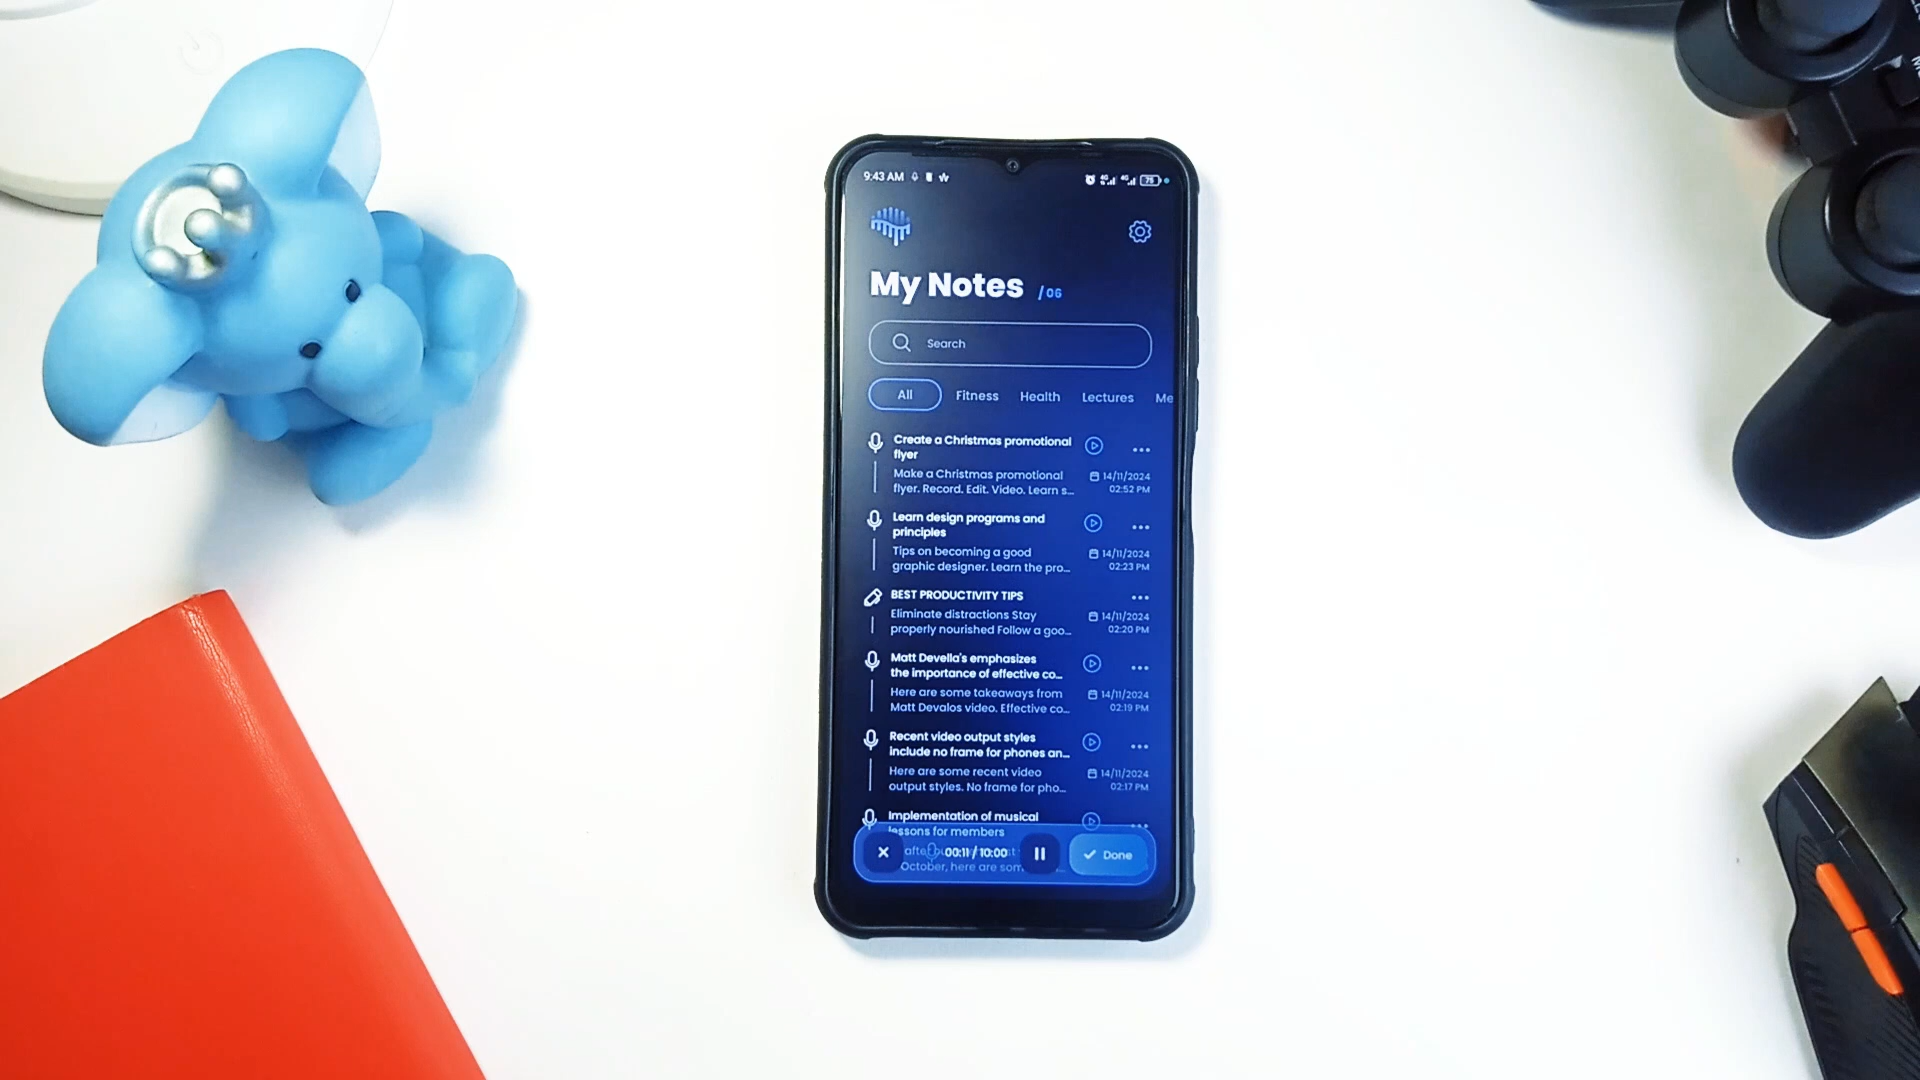 9:43 AM
4G 4G 75
My Notes /06
Search
All Fitness Health Lectures Me
Create a Christmas promotional
flyer
Make a Christmas promotional
flyer. Record. Edit. Video. Learn s...
14/11/2024
02:52 PM
Learn design programs and
principles
Tips on becoming a good
graphic designer. Learn the pro...
14/11/2024
02:23 PM
BEST PRODUCTIVITY TIPS
Eliminate distractions Stay
properly nourished Follow a goo...
14/11/2024
02:20 PM
Matt Devella's emphasizes
the importance of effective co...
Here are some takeaways from
Matt Devalos video. Effective co...
14/11/2024
02:19 PM
Recent video output styles
include no frame for phones an...
Here are some recent video
output styles. No frame for pho...
14/11/2024
02:17 PM
Implementation of musical
lessons for members
after
October, here are som
00:11 / 10:00
Done